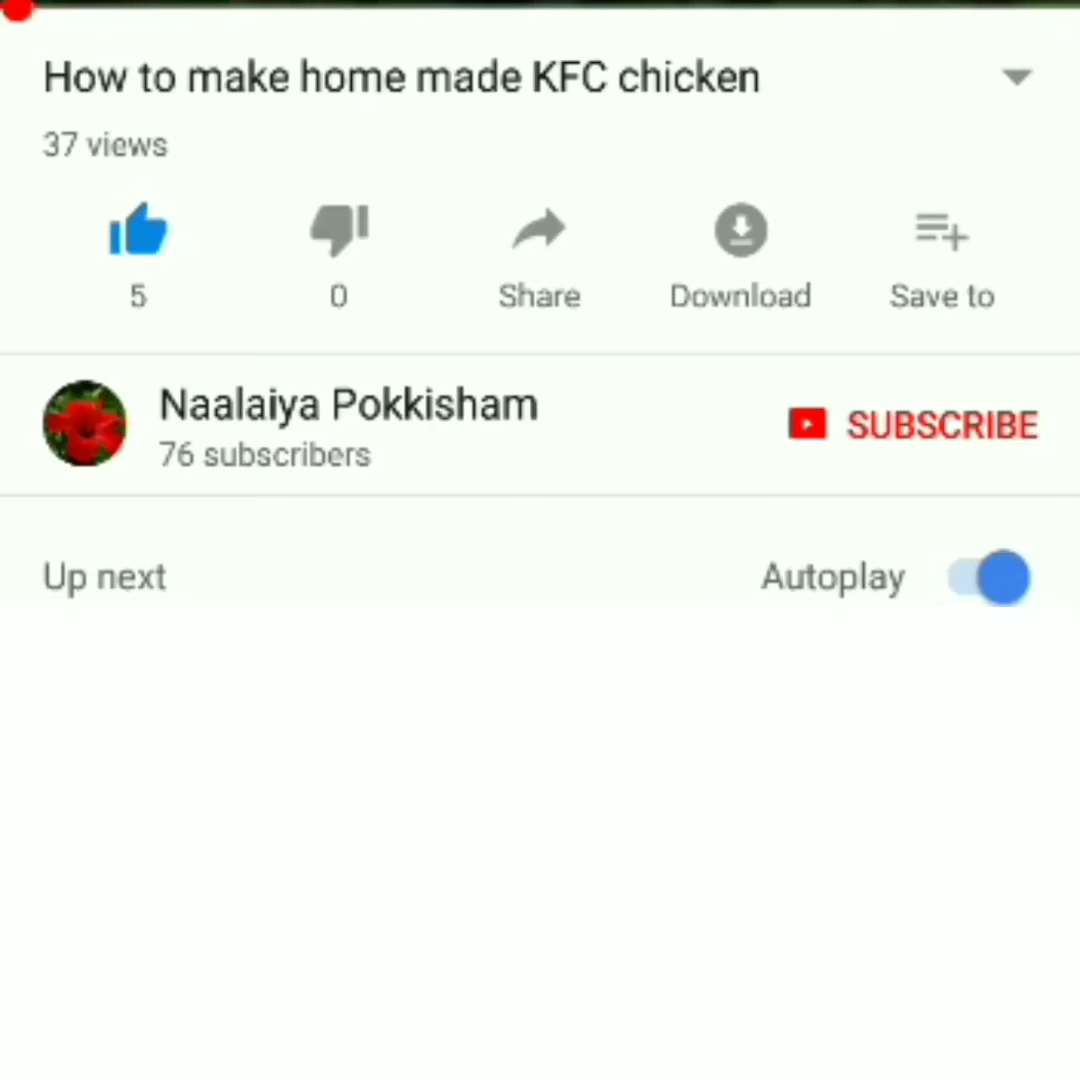 How to make home made KFC chicken
37 views
5 0 Share Download Save to
Naalaiya Pokkisham
76 subscribers
SUBSCRIBE
Up next Autoplay